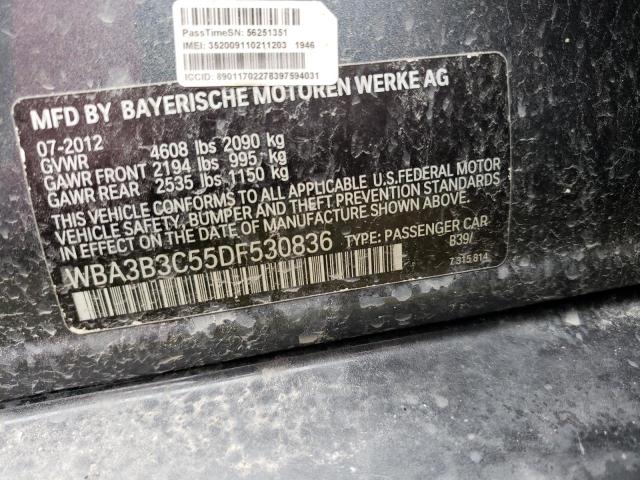 PassTimeSN: 56251351
IMEI: 352009110211203 1946
ICCID: 89011702278397594031
MFD BY BAYERISCHE MOTOREN WERKE AG
07-2012
GVWR 4608 lbs 2090 kg
GAWR FRONT 2194 lbs 995 kg
GAWR REAR 2535 lbs 1150 kg
THIS VEHICLE CONFORMS TO ALL APPLICABLE U.S.FEDERAL MOTOR
VEHICLE SAFETY, BUMPER AND THEFT PREVENTION STANDARDS
IN EFFECT ON THE DATE OF MANUFACTURE SHOWN ABOVE.
WBA3B3C55DF530836 TYPE: PASSENGER CAR
B39/
7 315 814